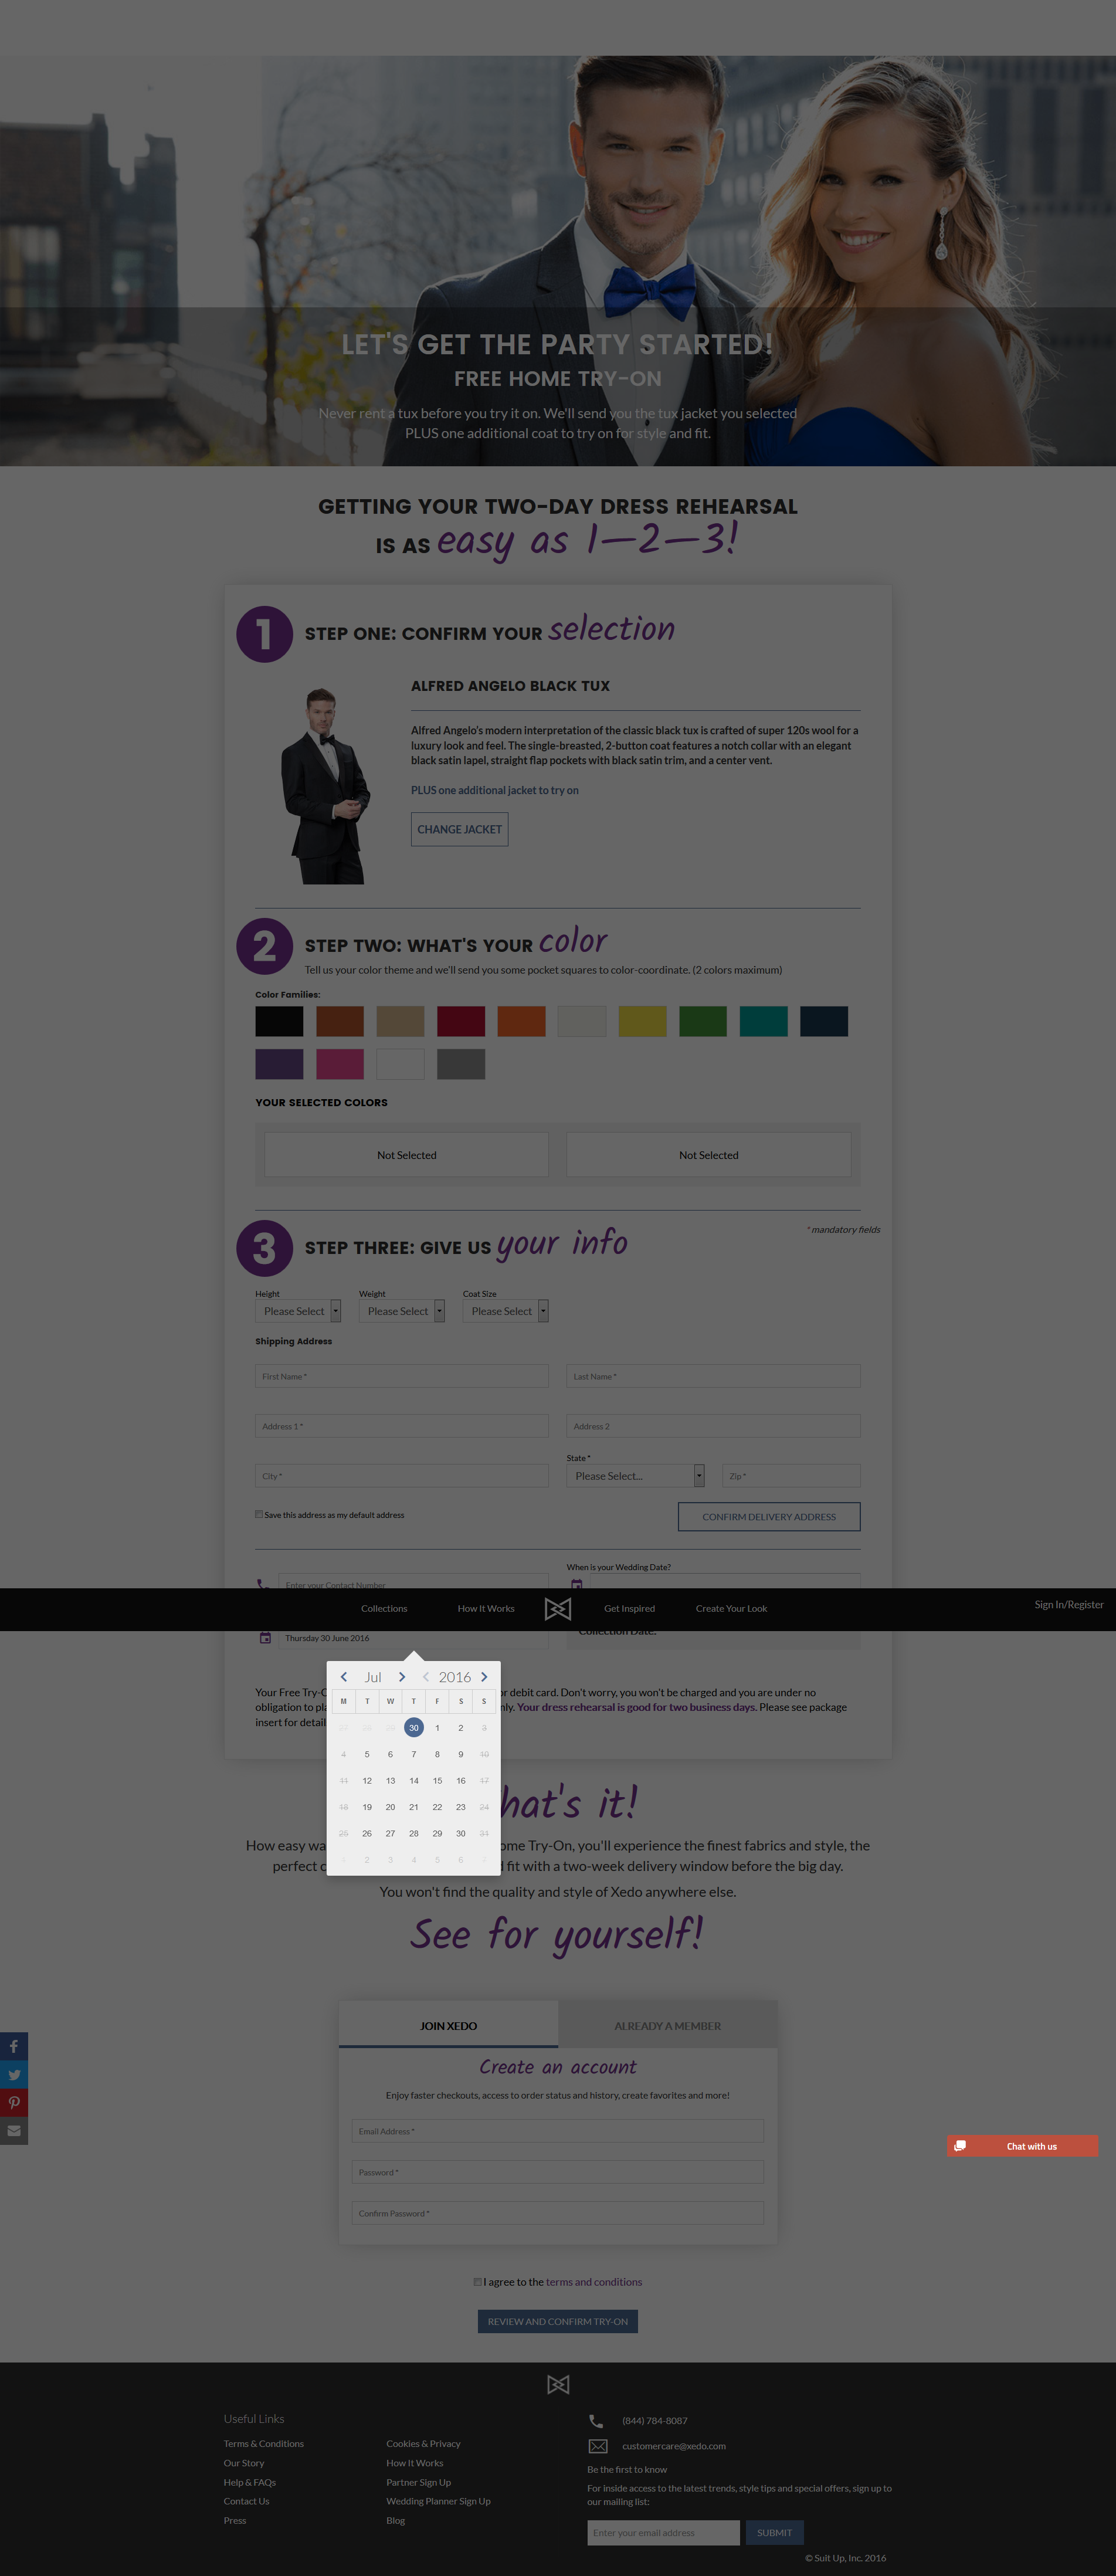 LET'S GET THE PARTY STARTED!
FREE HOME TRY-ON
Never rent a tux before you try it on. We'll send you the tux jacket you selected
PLUS one additional coat to try on for style and fit.
GETTING YOUR TWO-DAY DRESS REHEARSAL
IS AS easy as 1—2—3!
1 STEP ONE: CONFIRM YOUR selection
ALFRED ANGELO BLACK TUX
Alfred Angelo's modern interpretation of the classic black tux is crafted of super 120s wool for a
luxury look and feel. The single-breasted, 2-button coat features a notch collar with an elegant
black satin lapel, straight flap pockets with black satin trim, and a center vent.
PLUS one additional jacket to try on
CHANGE JACKET
2 STEP TWO: WHAT'S YOUR color
Tell us your color theme and we'll send you some pocket squares to color-coordinate. (2 colors maximum)
Color Families:
YOUR SELECTED COLORS
Not Selected Not Selected
* mandatory fields
3 STEP THREE: GIVE US your info
Height Weight Coat Size
Please Select Please Select Please Select
Shipping Address
First Name * Last Name *
Address 1 * Address 2
State *
City * Please Select... Zip *
Save this address as my default address CONFIRM DELIVERY ADDRESS
When is your Wedding Date?
Enter your Contact Number
Collections How It Works Get Inspired Create Your Look Sign In/Register
Thursday 30 June 2016 Collection Date:
Jul 2016
M T W T F S S
27 28 29 30 1 2 3
4 5 6 7 8 9 10
11 12 13 14 15 16 17
18 19 20 21 22 23 24
25 26 27 28 29 30 31
2 3 4 5 6
Your Free Try-O r debit card. Don't worry, you won't be charged and you are under no
obligation to pl nly. Your dress rehearsal is good for two business days. Please see package
insert for detail
hat's it!
How easy wa ome Try-On, you'll experience the finest fabrics and style, the
perfect c fit with a two-week delivery window before the big day.
You won't find the quality and style of Xedo anywhere else.
See for yourself!
JOIN XEDO ALREADY A MEMBER
Create an account
Enjoy faster checkouts, access to order status and history, create favorites and more!
Email Address *
Password *
Confirm Password *
Chat with us
I agree to the terms and conditions
REVIEW AND CONFIRM TRY-ON
Useful Links
Terms & Conditions Cookies & Privacy
Our Story How It Works
Help & FAQs Partner Sign Up
Contact Us Wedding Planner Sign Up
Press Blog
(844) 784-8087
customercare@xedo.com
Be the first to know
For inside access to the latest trends, style tips and special offers, sign up to
our mailing list:
Enter your email address SUBMIT
© Suit Up, Inc. 2016